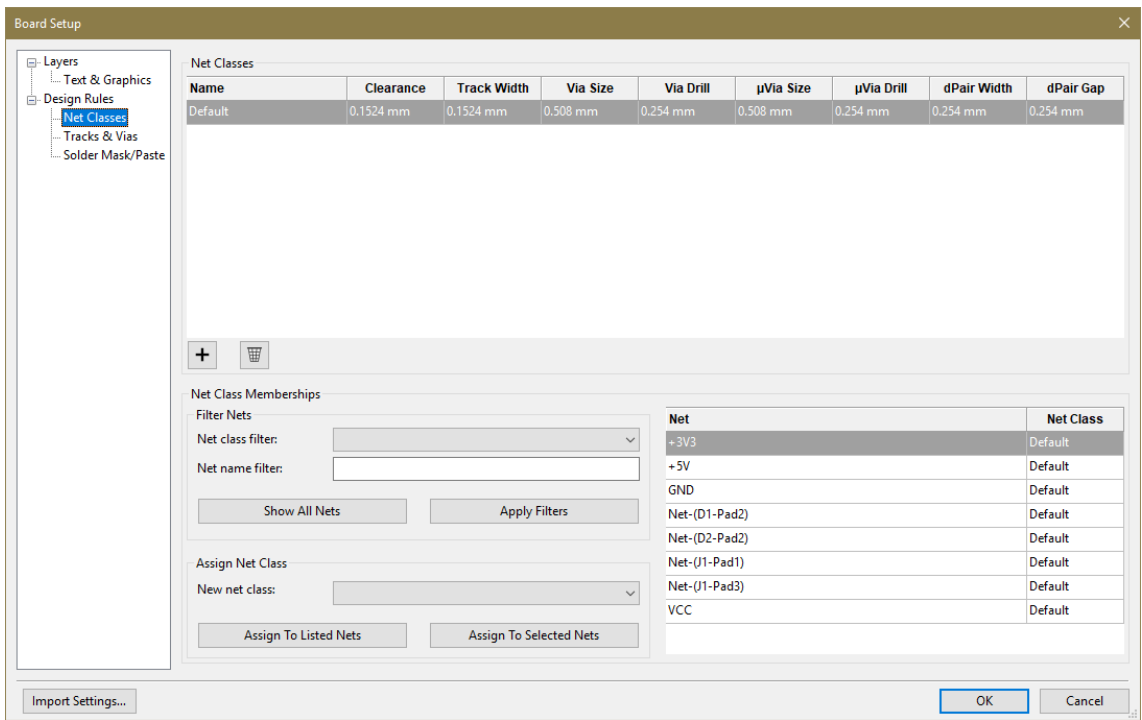 Board Setup
Layers
Text & Graphics
Design Rules
Net Classes
Tracks & Vias
Solder Mask/Paste
Net Classes
Name Clearance Track Width Via Size Via Drill µVia Size µVia Drill dPair Width dPair Gap
Default 0.1524 mm 0.1524 mm 0.508 mm 0.254 mm 0.508 mm 0.254 mm 0.254 mm 0.254 mm
Net Class Memberships
Filter Nets
Net class filter:
Net name filter:
Show All Nets Apply Filters
Assign Net Class
New net class:
Assign To Listed Nets Assign To Selected Nets
Net Net Class
+3V3 Default
+5V Default
GND Default
Net-(D1-Pad2) Default
Net-(D2-Pad2) Default
Net-(J1-Pad1) Default
Net-(J1-Pad3) Default
VCC Default
Import Settings... OK Cancel